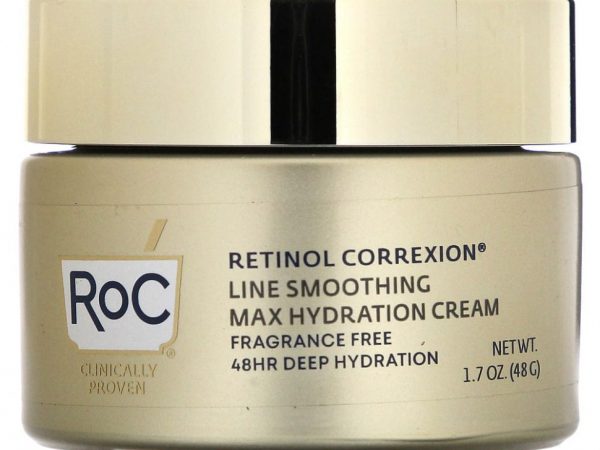 RoC®
CLINICALLY
PROVEN
RETINOL CORREXION®
LINE SMOOTHING
MAX HYDRATION CREAM
FRAGRANCE FREE
48HR DEEP HYDRATION
NET WT.
1.7 OZ. (48G)